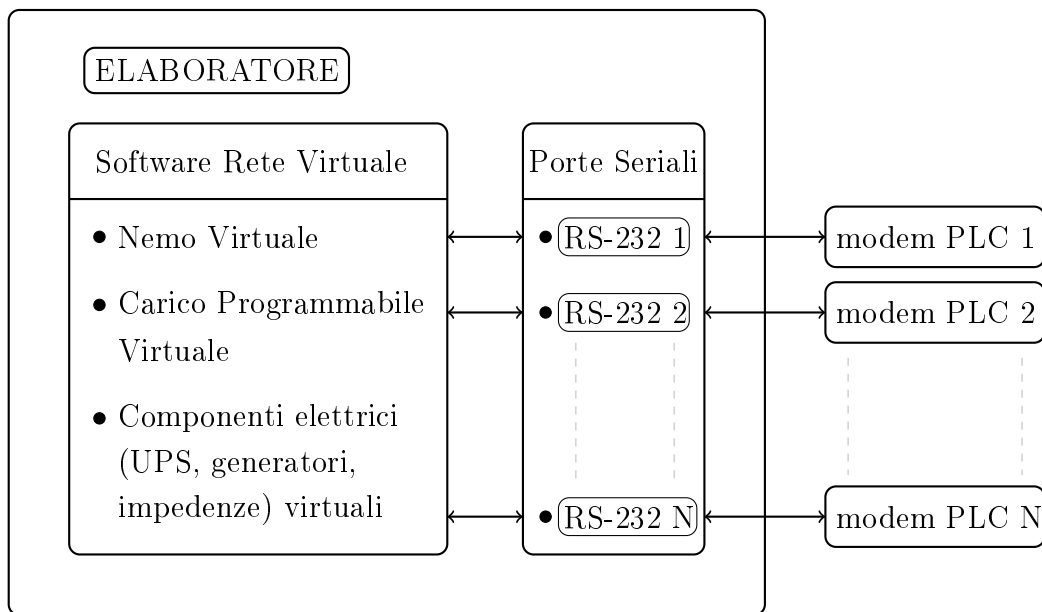 ELABORATORE
Software Rete Virtuale
• Nemo Virtuale
• Carico Programmabile
Virtuale
• Componenti elettrici
(UPS, generatori,
impedenze) virtuali
Porte Seriali
• RS-232 1
• RS-232 2
• RS-232 N
modem PLC 1
modem PLC 2
modem PLC N